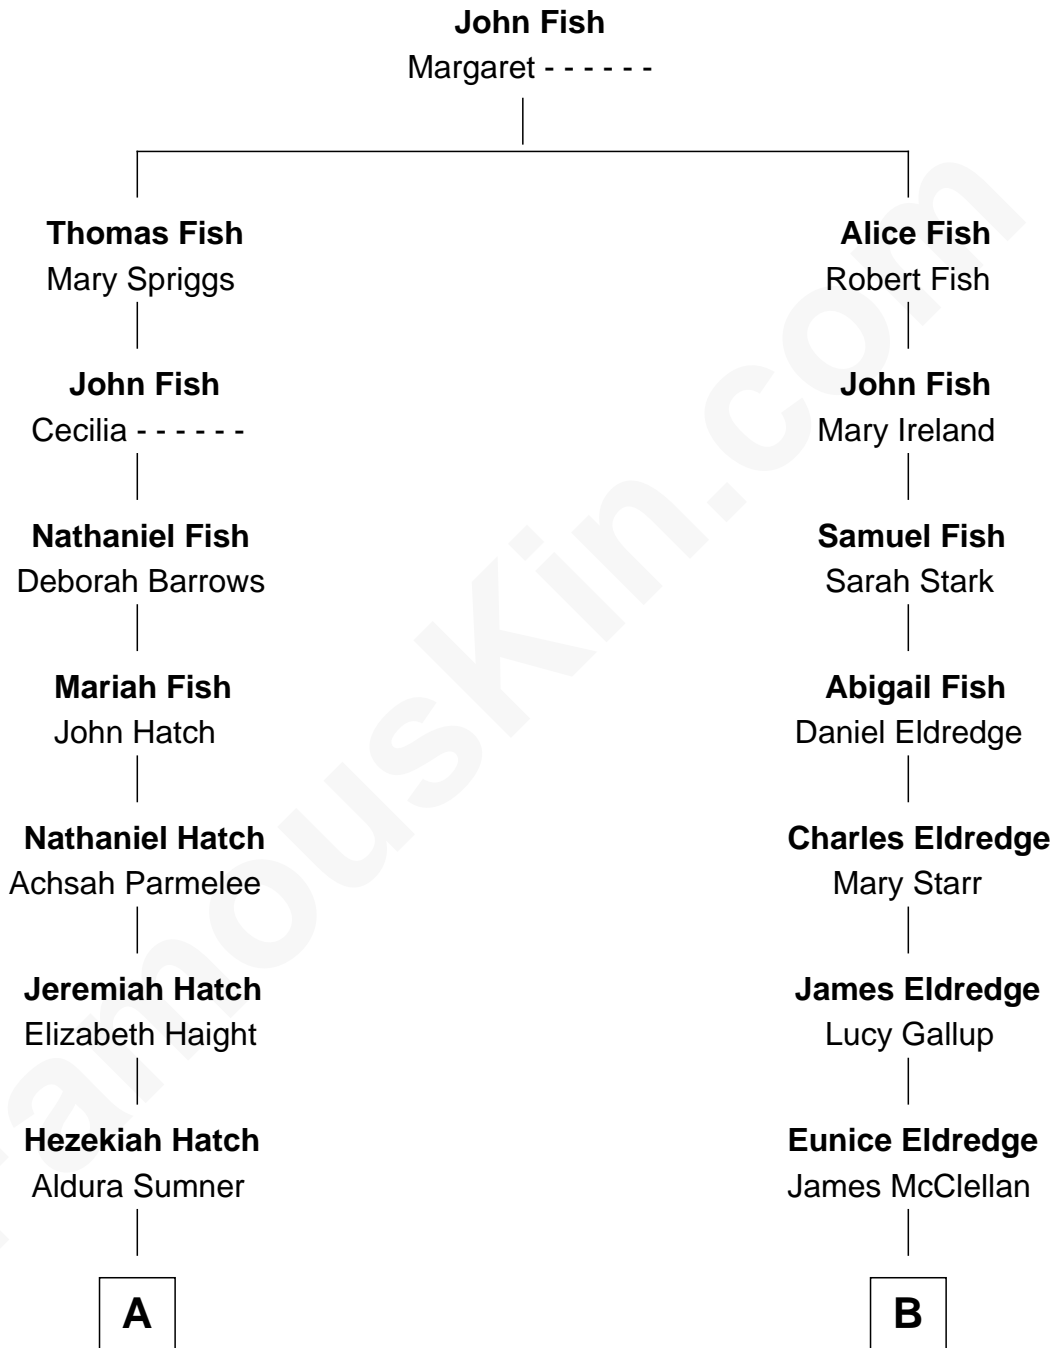 John Fish
Margaret - - - - - -
Thomas Fish
Mary Spriggs
Alice Fish
Robert Fish
John Fish
Cecilia - - - - - -
John Fish
Mary Ireland
Nathaniel Fish
Deborah Barrows
Samuel Fish
Sarah Stark
Mariah Fish
John Hatch
Abigail Fish
Daniel Eldredge
Nathaniel Hatch
Achsah Parmelee
Charles Eldredge
Mary Starr
Jeremiah Hatch
Elizabeth Haight
James Eldredge
Lucy Gallup
Hezekiah Hatch
Aldura Sumner
Eunice Eldredge
James McClellan
A
B
FamousKin.com